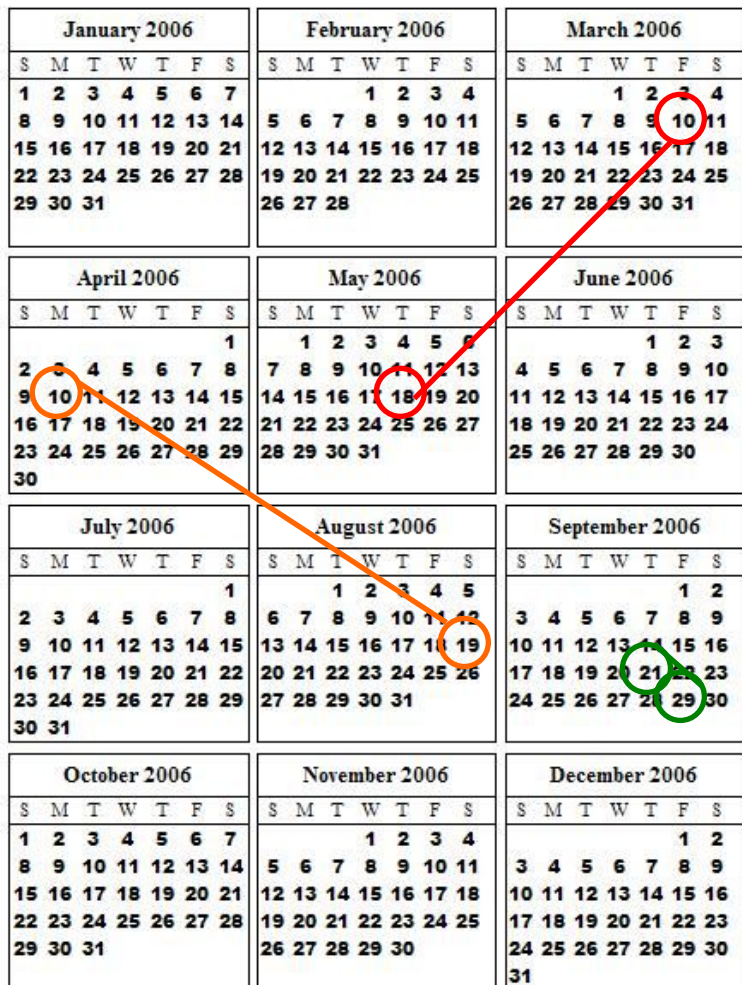 January 2006
S M T W T F S
1 2 3 4 5 6 7
8 9 10 11 12 13 14
15 16 17 18 19 20 21
22 23 24 25 26 27 28
29 30 31
February 2006
S M T W T F S
1 2 3 4
5 6 7 8 9 10 11
12 13 14 15 16 17 18
19 20 21 22 23 24 25
26 27 28
March 2006
S M T W T F S
1 2 3 4
5 6 7 8 9 10 11
12 13 14 15 16 17 18
19 20 21 22 23 24 25
26 27 28 29 30 31
April 2006
S M T W T F S
1
2 3 4 5 6 7 8
9 10 11 12 13 14 15
16 17 18 19 20 21 22
23 24 25 26 27 28 29
30
May 2006
S M T W T F S
1 2 3 4 5 6
7 8 9 10 11 12 13
14 15 16 17 18 19 20
21 22 23 24 25 26 27
28 29 30 31
June 2006
S M T W T F S
1 2 3
4 5 6 7 8 9 10
11 12 13 14 15 16 17
18 19 20 21 22 23 24
25 26 27 28 29 30
July 2006
S M T W T F S
1
2 3 4 5 6 7 8
9 10 11 12 13 14 15
16 17 18 19 20 21 22
23 24 25 26 27 28 29
30 31
August 2006
S M T W T F S
1 2 3 4 5
6 7 8 9 10 11 12
13 14 15 16 17 18 19
20 21 22 23 24 25 26
27 28 29 30 31
September 2006
S M T W T F S
1 2
3 4 5 6 7 8 9
10 11 12 13 14 15 16
17 18 19 20 21 22 23
24 25 26 27 28 29 30
October 2006
S M T W T F S
1 2 3 4 5 6 7
8 9 10 11 12 13 14
15 16 17 18 19 20 21
22 23 24 25 26 27 28
29 30 31
November 2006
S M T W T F S
1 2 3 4
5 6 7 8 9 10 11
12 13 14 15 16 17 18
19 20 21 22 23 24 25
26 27 28 29 30
December 2006
S M T W T F S
1 2
3 4 5 6 7 8 9
10 11 12 13 14 15 16
17 18 19 20 21 22 23
24 25 26 27 28 29 30
31